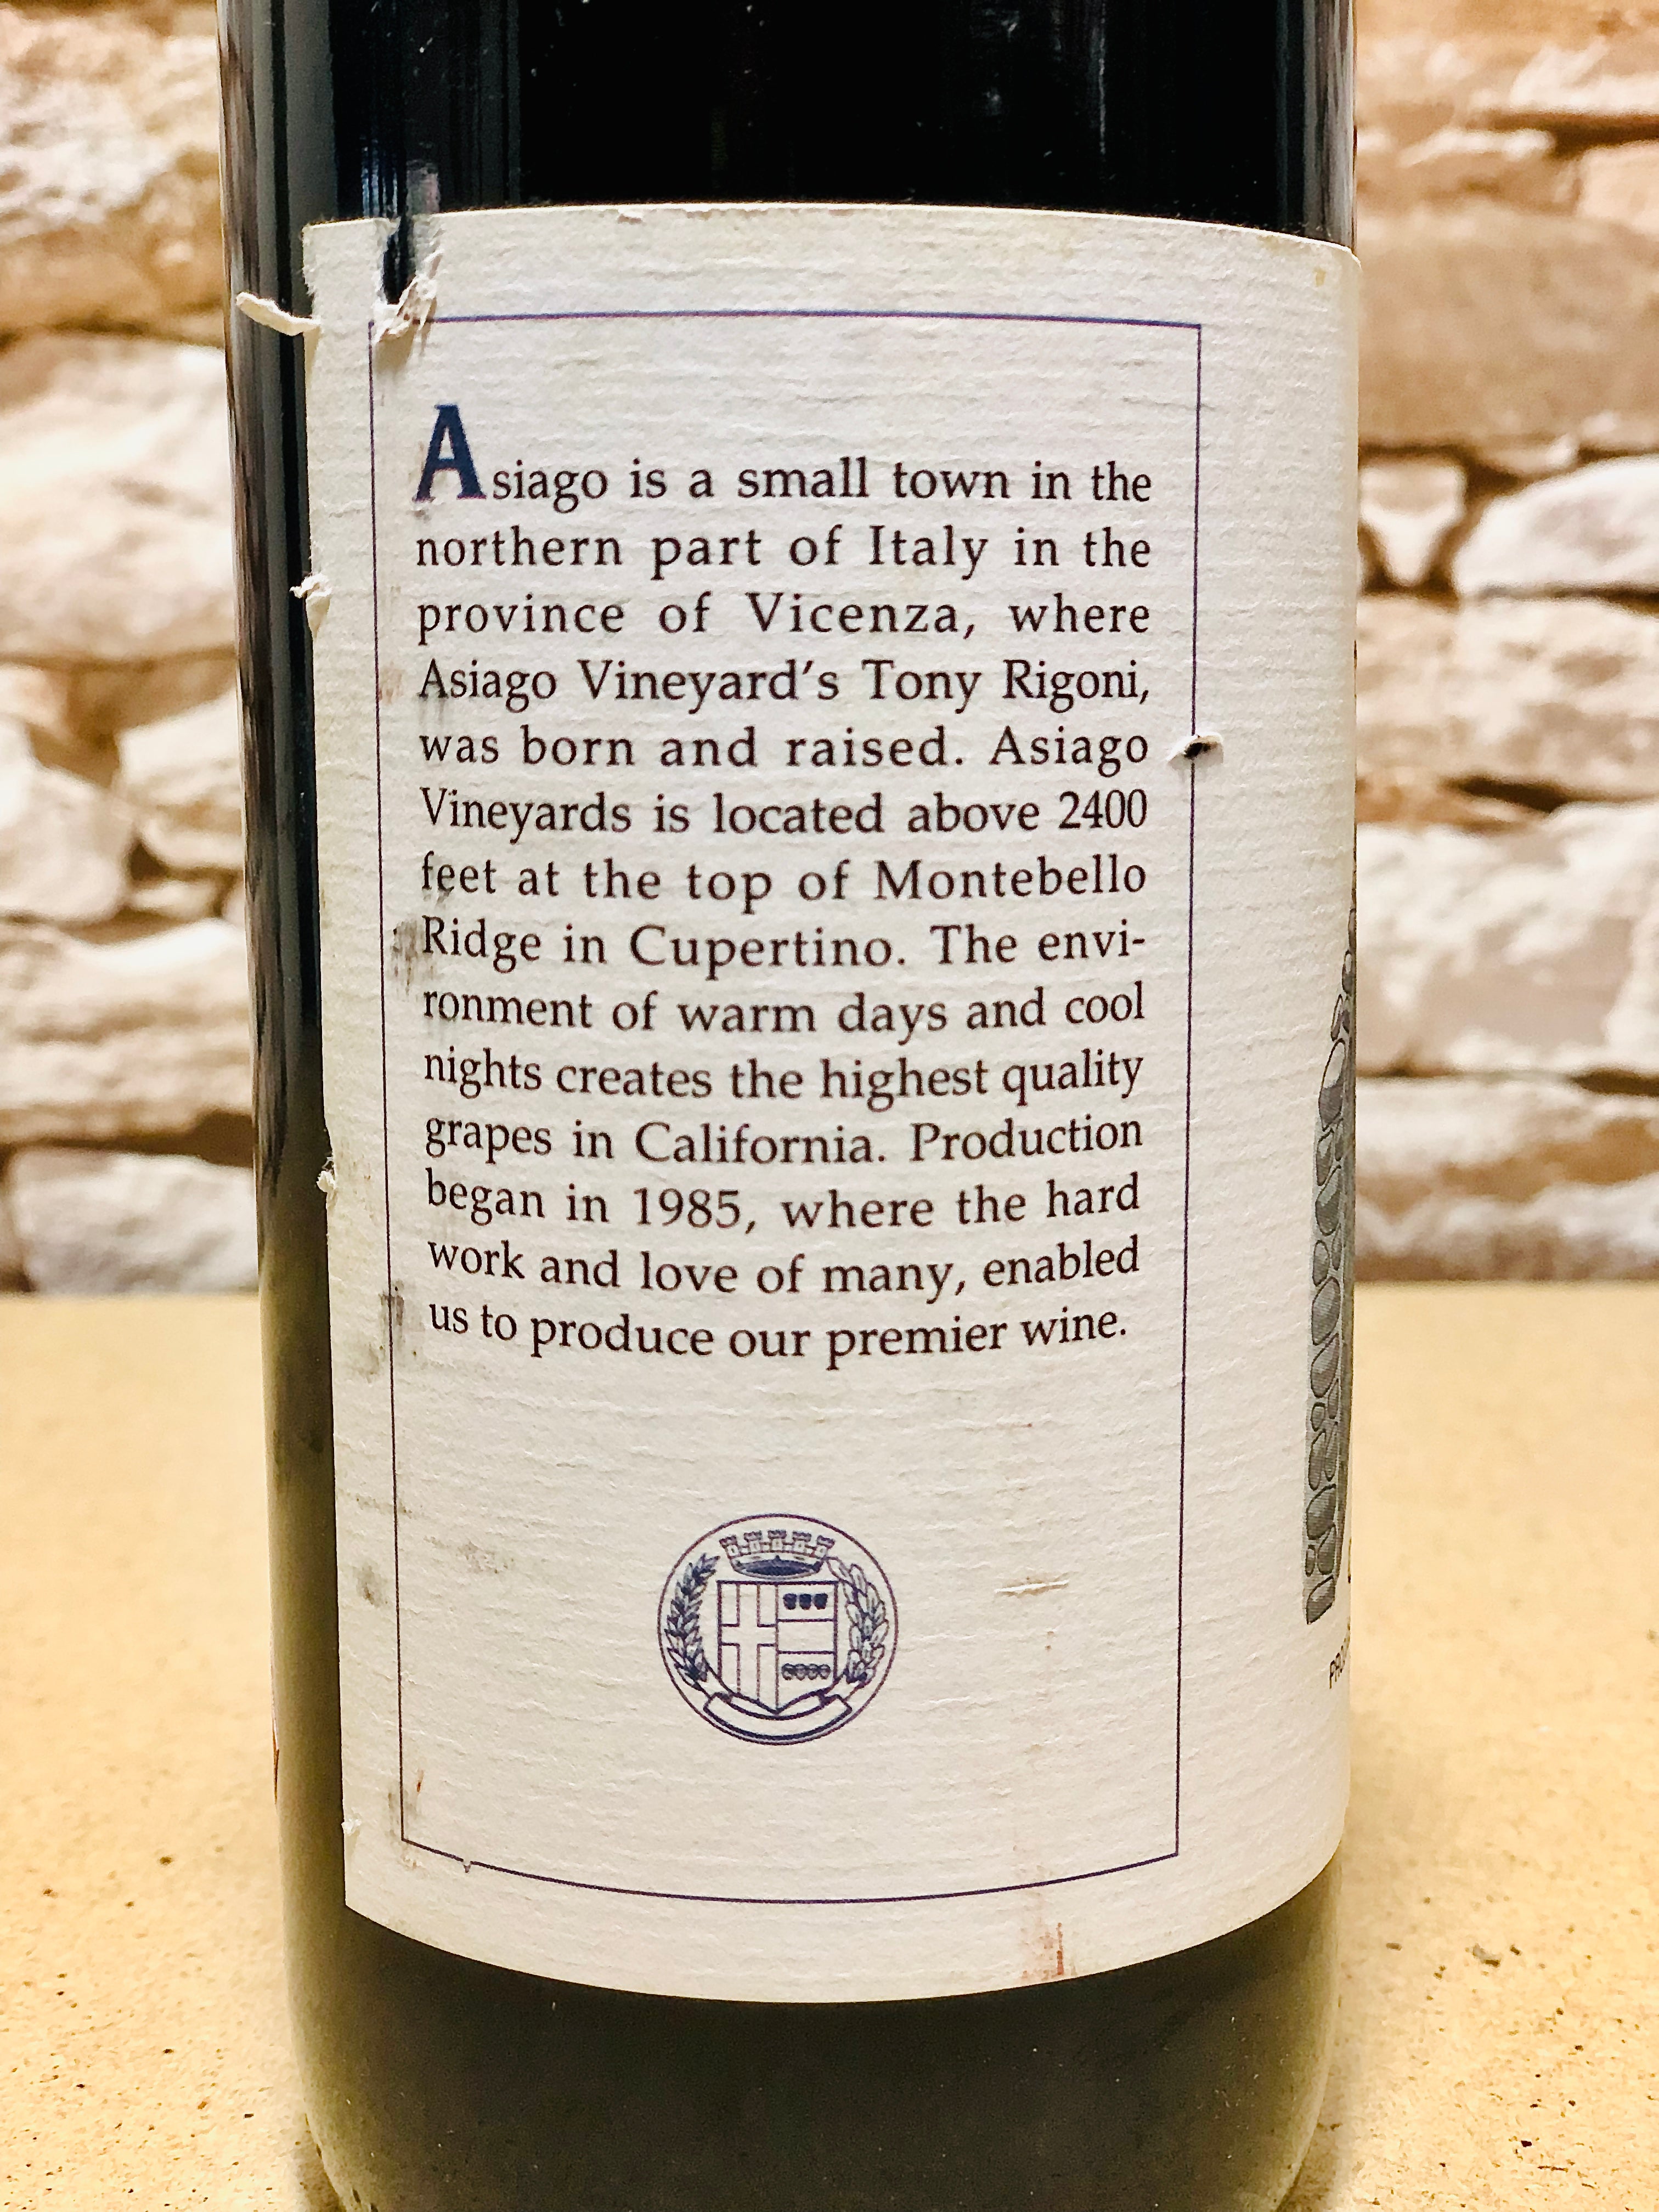 Asiago is a small town in the
northern part of Italy in the
province of Vicenza, where
Asiago Vineyard's Tony Rigoni,
was born and raised. Asiago
Vineyards is located above 2400
feet at the top of Montebello
Ridge in Cupertino. The envi-
ronment of warm days and cool
nights creates the highest quality
grapes in California. Production
began in 1985, where the hard
work and love of many, enabled
us to produce our premier wine.